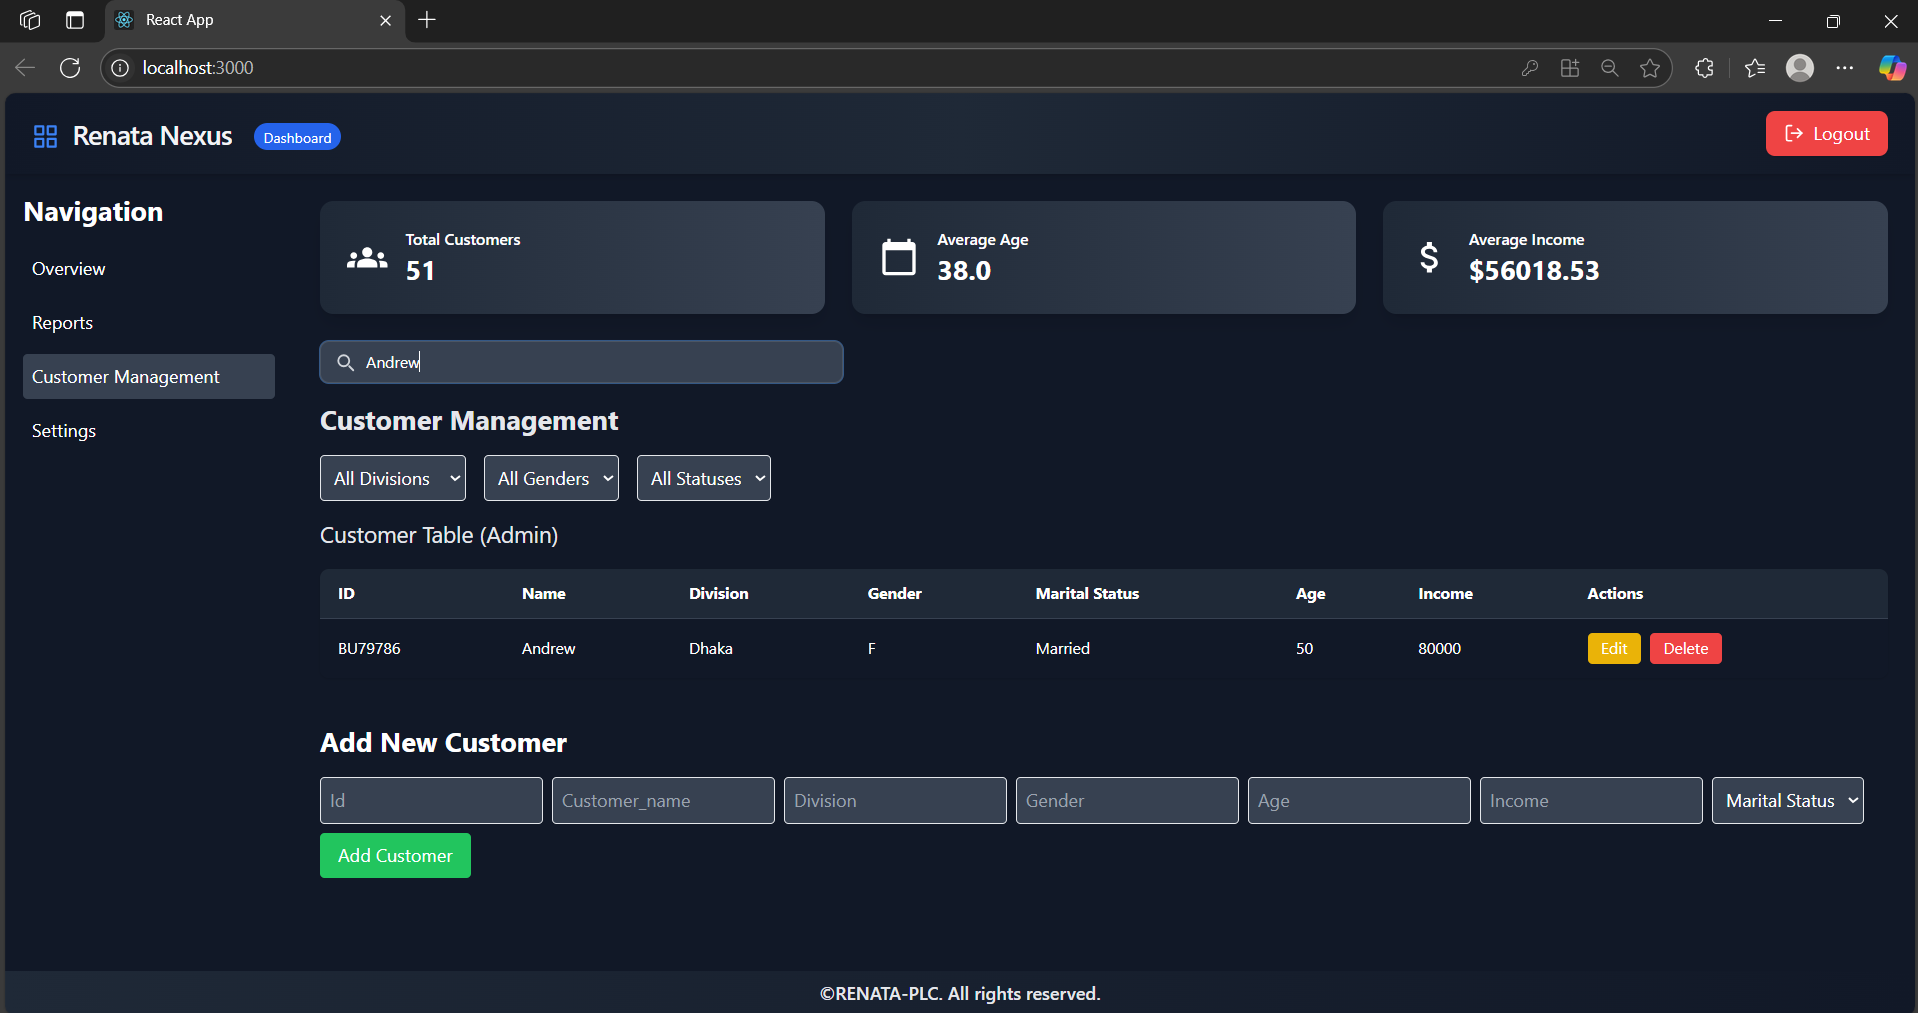 React App
localhost:3000
Renata Nexus Dashboard
Logout
Navigation
Overview
Reports
Customer Management
Settings
Total Customers
51
Average Age
38.0
Average Income
$56018.53
Andrew
Customer Management
All Divisions All Genders All Statuses
Customer Table (Admin)
ID Name Division Gender Marital Status Age Income Actions
BU79786 Andrew Dhaka F Married 50 80000 Edit Delete
Add New Customer
Id Customer_name Division Gender Age Income Marital Status
Add Customer
©RENATA-PLC. All rights reserved.